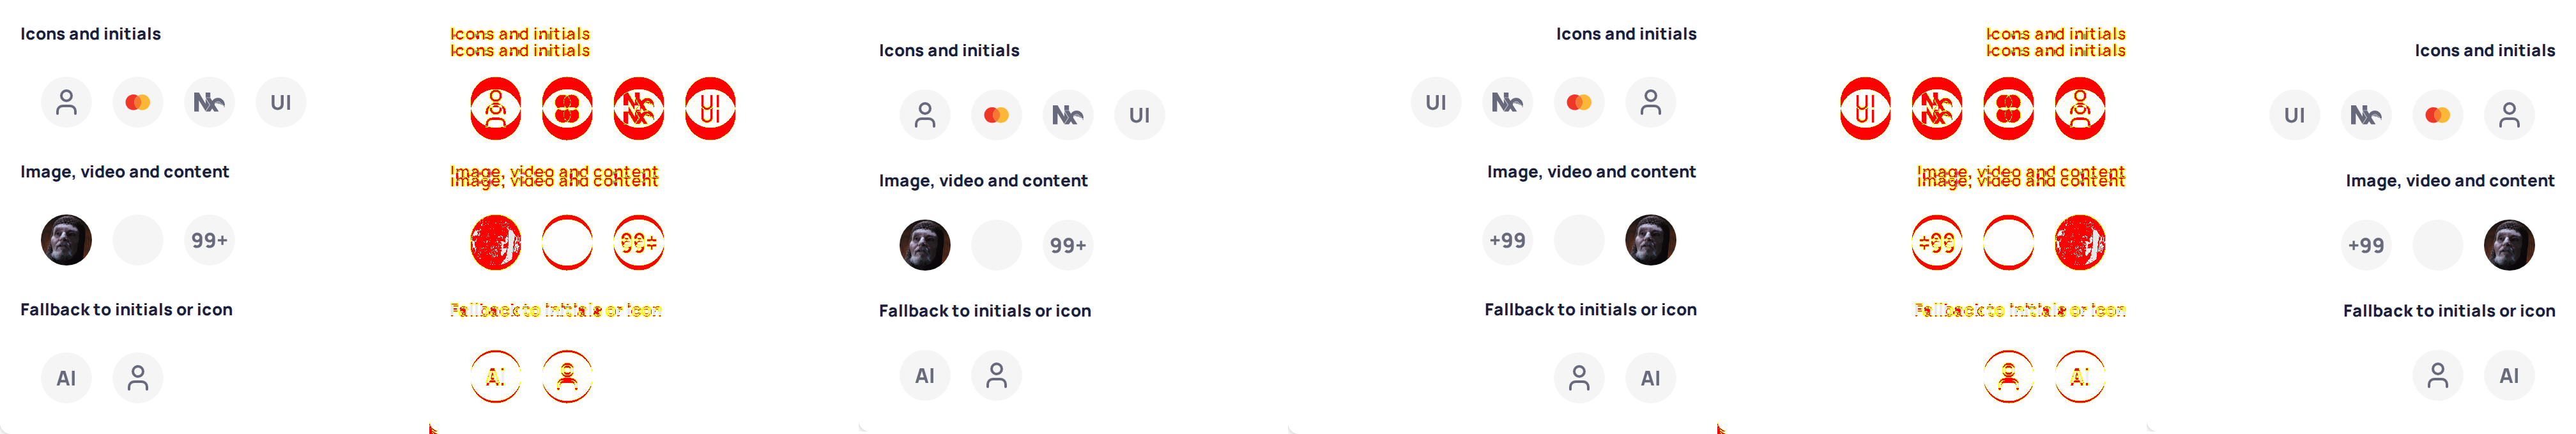 Icons and initials
UI
Image, video and content
99+
Fallback to initials or icon
AI
Icons and initials
Icons and initials
UI
UI
Image, video and content
Image, video and content
Fallback to initials or icon
Icons and initials
UI
Image, video and content
99+
Fallback to initials or icon
AI
Icons and initials
UI
Image, video and content
+99
Fallback to initials or icon
AI
Icons and initials
Icons and initials
UI
UI
Image, video and content
Image, video and content
Fallback to initials or icon
Icons and initials
UI
Image, video and content
+99
Fallback to initials or icon
AI